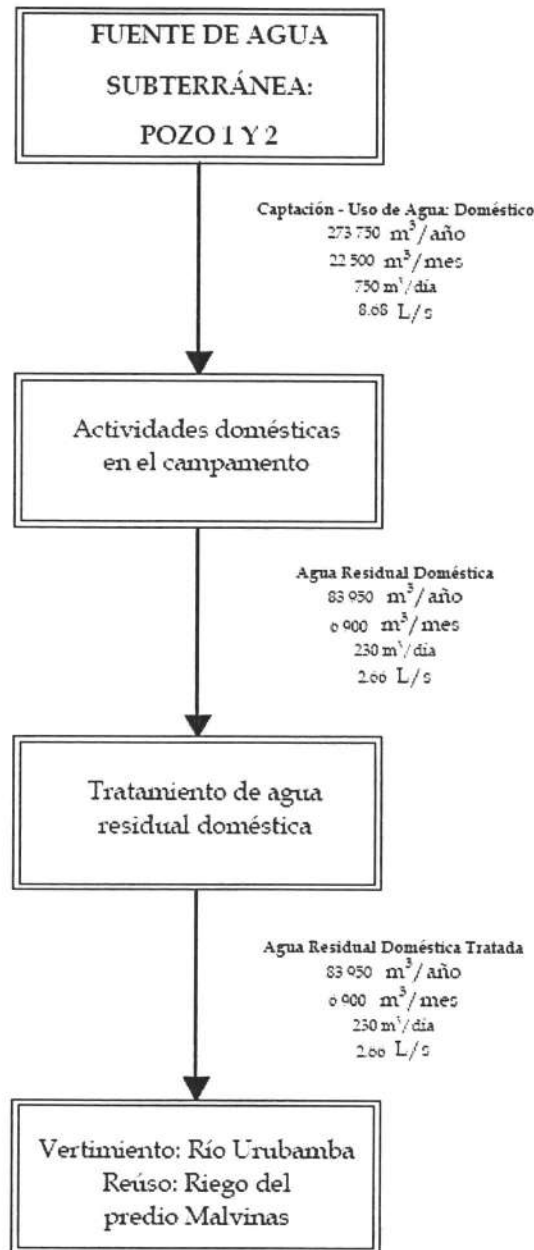 FUENTE DE AGUA
SUBTERRÁNEA:
POZO 1 Y 2
Captación - Uso de Agua: Doméstico
273 750 m³/año
22 500 m³/mes
750 m³/día
8.68 L/s
Actividades domésticas
en el campamento
Agua Residual Doméstica
83 950 m³/año
6 900 m³/mes
230 m³/día
2.66 L/s
Tratamiento de agua
residual doméstica
Agua Residual Doméstica Tratada
83 950 m³/año
6 900 m³/mes
230 m³/día
2.66 L/s
Vertimiento: Río Urubamba
Reúso: Riego del
predio Malvinas